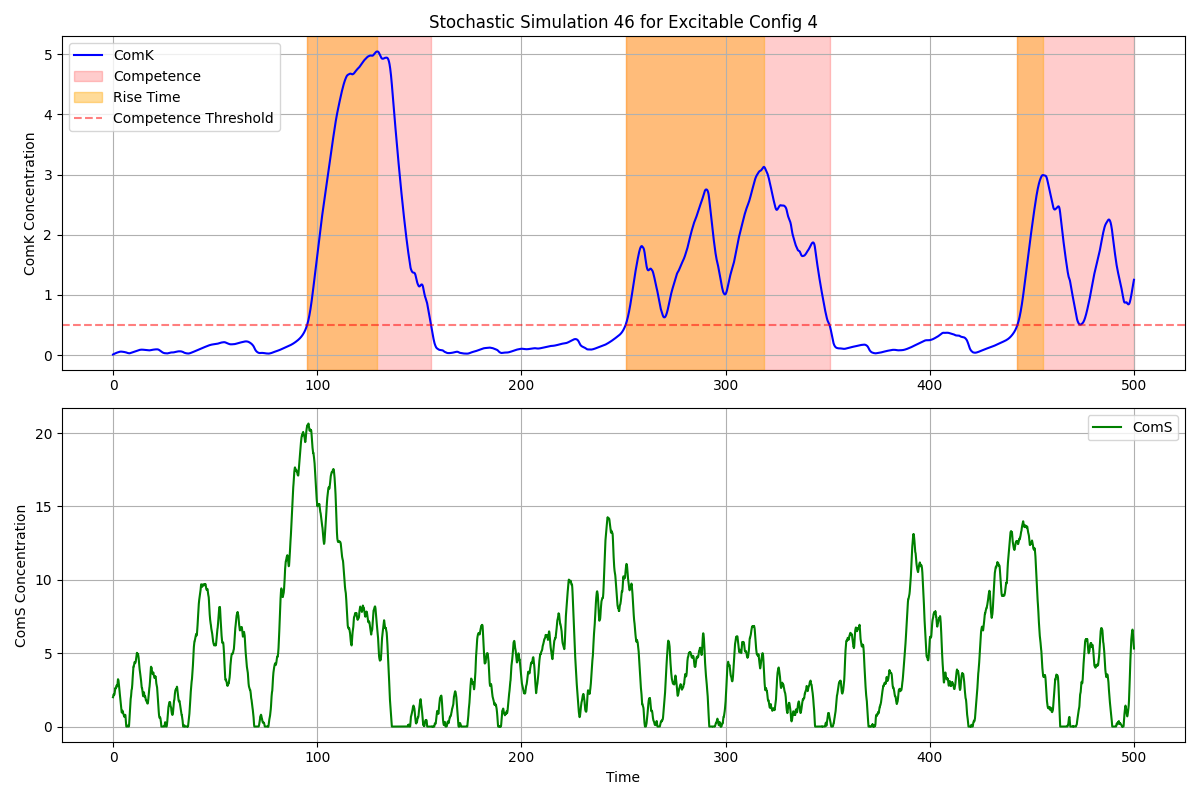 Stochastic Simulation 46 for Excitable Config 4
ComK
Competence
Rise Time
Competence Threshold
ComK Concentration
5
4
3
2
1
0
0 100 200 300 400 500
ComS
ComS Concentration
20
15
10
5
0
0 100 200 300 400 500
Time